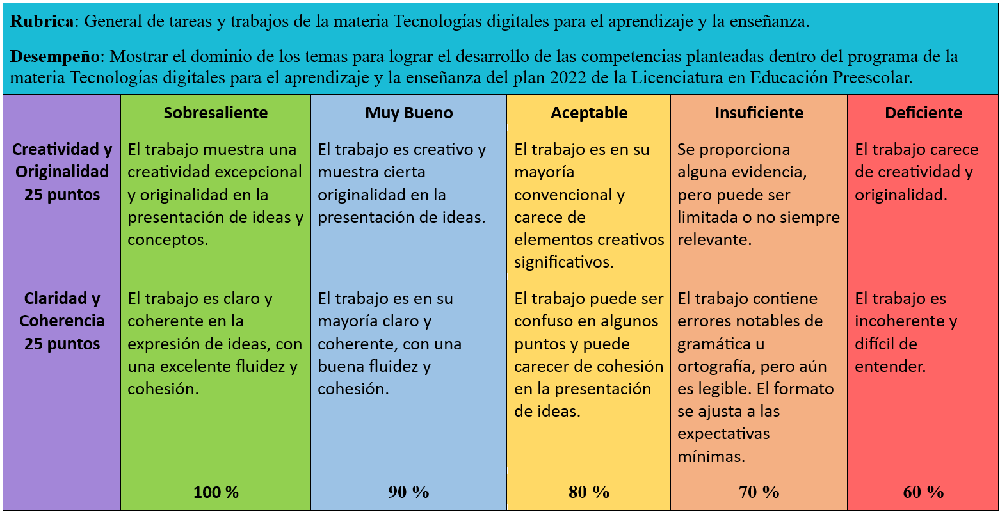 Rubrica: General de tareas y trabajos de la materia Tecnologías digitales para el aprendizaje y la enseñanza.
Desempeño: Mostrar el dominio de los temas para lograr el desarrollo de las competencias planteadas dentro del programa de la
materia Tecnologías digitales para el aprendizaje y la enseñanza del plan 2022 de la Licenciatura en Educación Preescolar.
Sobresaliente
Muy Bueno
Aceptable
Insuficiente
Deficiente
Creatividad y
Originalidad
25 puntos
El trabajo muestra una
creatividad excepcional
y originalidad en la
presentación de ideas y
conceptos.
El trabajo es creativo y
muestra cierta
originalidad en la
presentación de ideas.
El trabajo es en su
mayoría
convencional y
carece de
elementos creativos
significativos.
Se proporciona
alguna evidencia,
pero puede ser
limitada o no siempre
relevante.
El trabajo carece
de creatividad y
originalidad.
Claridad y
Coherencia
25 puntos
El trabajo es claro y
coherente en la
expresión de ideas, con
una excelente fluidez y
cohesión.
El trabajo es en su
mayoría claro y
coherente, con una
buena fluidez y
cohesión.
El trabajo puede ser
confuso en algunos
puntos y puede
carecer de cohesión
en la presentación
de ideas.
El trabajo contiene
errores notables de
gramática u
ortografía, pero aún
es legible. El formato
se ajusta a las
expectativas
mínimas.
El trabajo es
incoherente y
difícil de
entender.
100 %
90 %
80 %
70 %
60 %